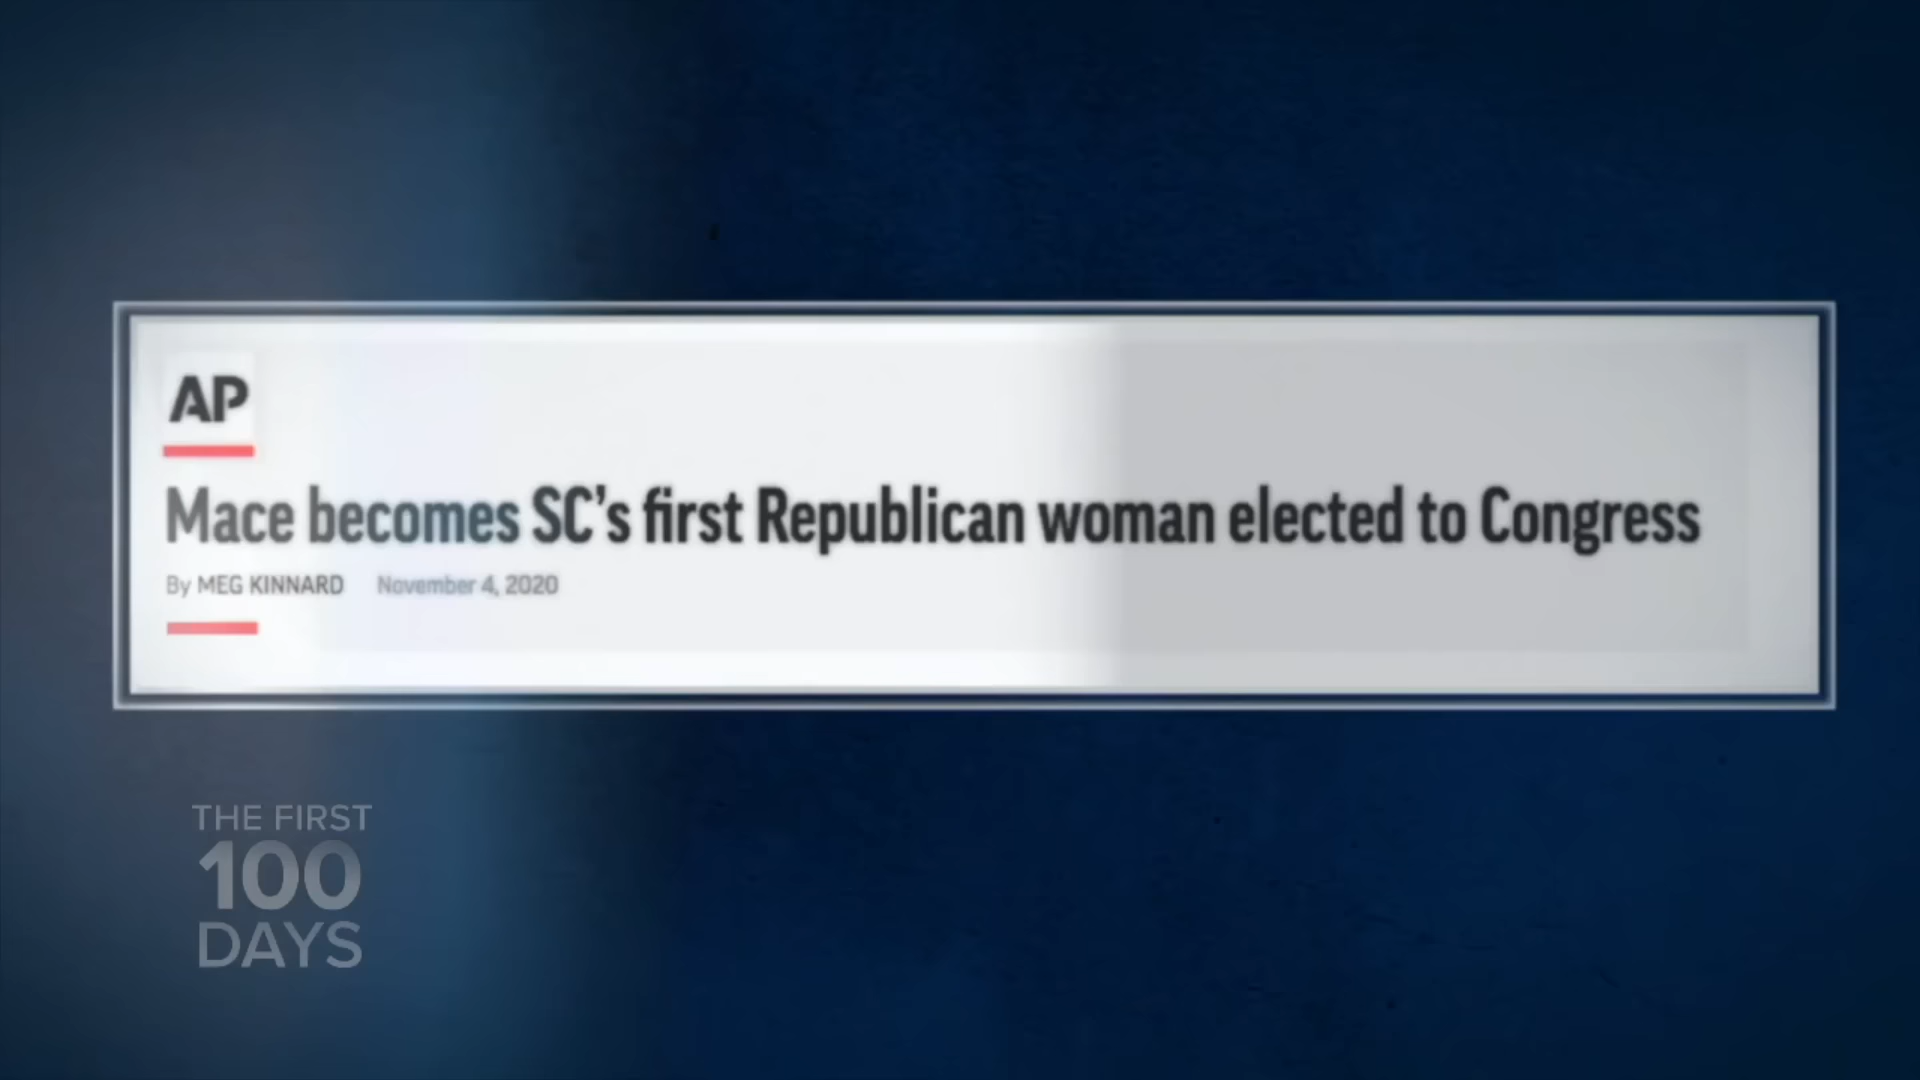 AP
Mace becomes SC's first Republican woman elected to Congress
By MEG KINNARD November 4, 2020
THE FIRST
100
DAYS